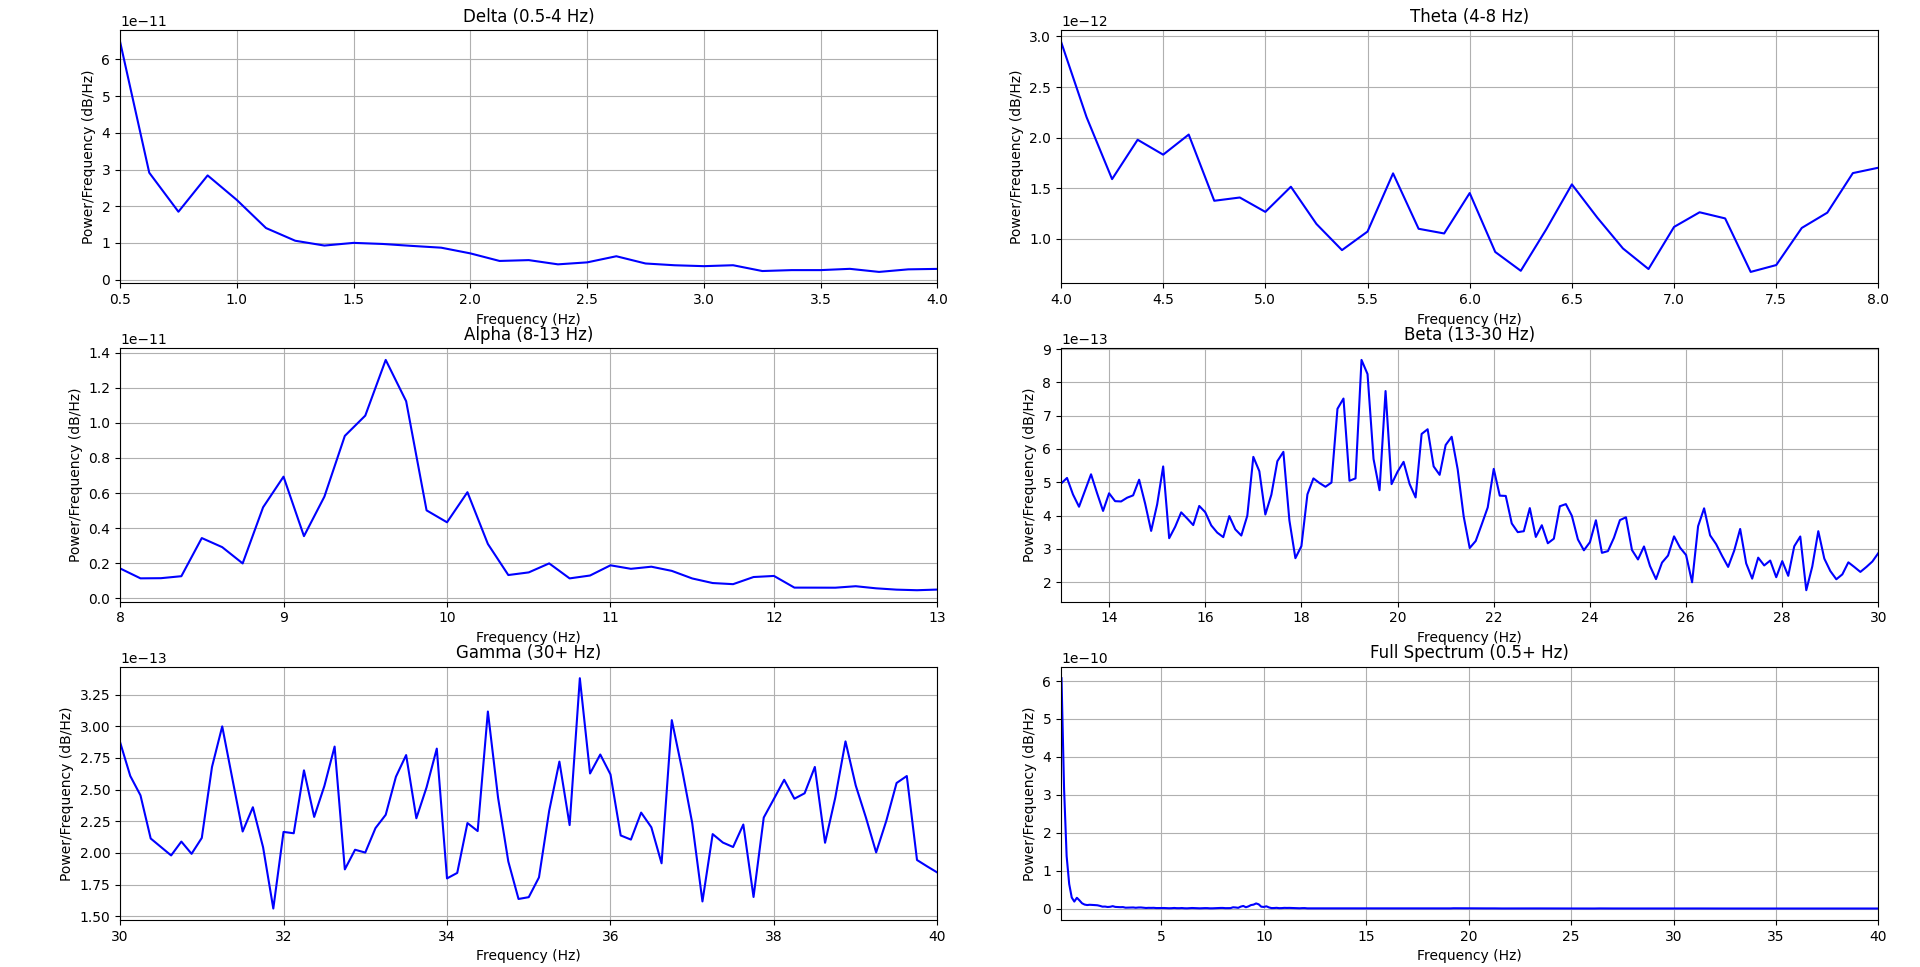 Delta (0.5-4 Hz)
1e−11
Power/Frequency (dB/Hz)
6
5
4
3
2
1
0
0.5 1.0 1.5 2.0 2.5 3.0 3.5 4.0
Frequency (Hz)
Theta (4-8 Hz)
1e−12
Power/Frequency (dB/Hz)
3.0
2.5
2.0
1.5
1.0
4.0 4.5 5.0 5.5 6.0 6.5 7.0 7.5 8.0
Frequency (Hz)
Alpha (8-13 Hz)
1e−11
Power/Frequency (dB/Hz)
1.4
1.2
1.0
0.8
0.6
0.4
0.2
0.0
8 9 10 11 12 13
Frequency (Hz)
Beta (13-30 Hz)
1e−13
Power/Frequency (dB/Hz)
9
8
7
6
5
4
3
2
14 16 18 20 22 24 26 28 30
Frequency (Hz)
Gamma (30+ Hz)
1e−13
Power/Frequency (dB/Hz)
3.25
3.00
2.75
2.50
2.25
2.00
1.75
1.50
30 32 34 36 38 40
Frequency (Hz)
Full Spectrum (0.5+ Hz)
1e−10
Power/Frequency (dB/Hz)
6
5
4
3
2
1
0
5 10 15 20 25 30 35 40
Frequency (Hz)